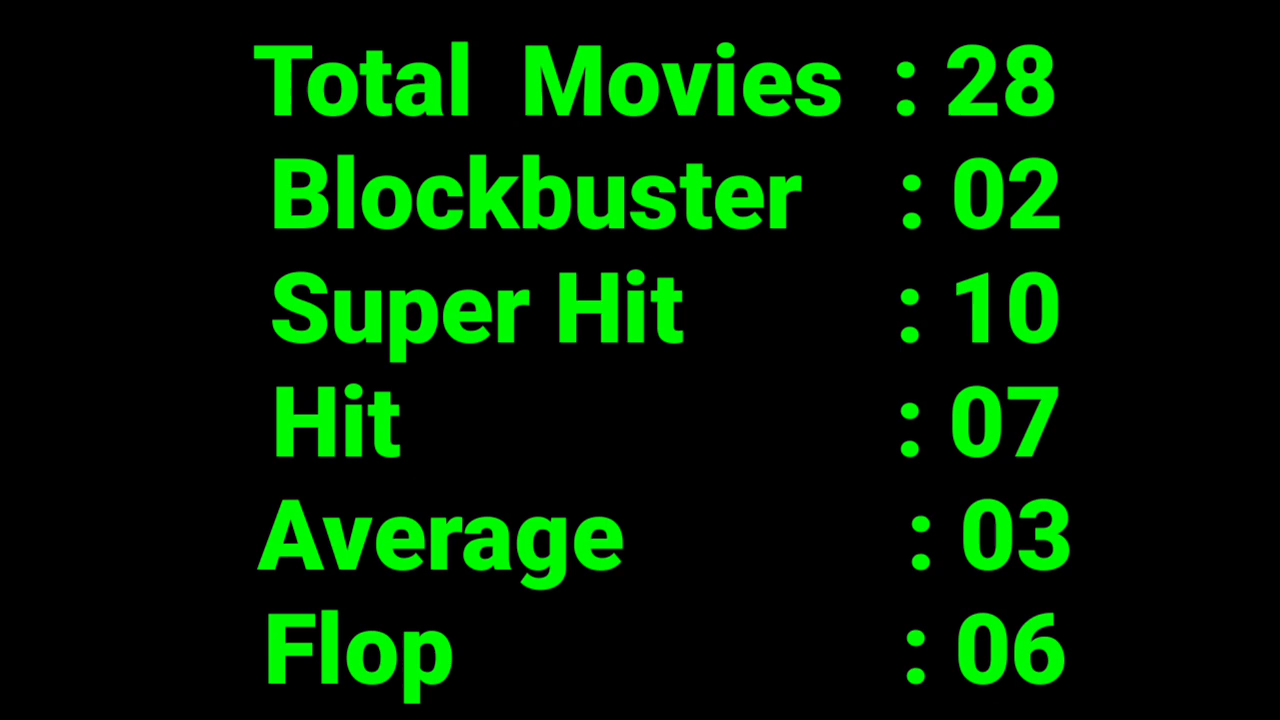 Total Movies : 28
Blockbuster : 02
Super Hit : 10
Hit : 07
Average : 03
Flop : 06